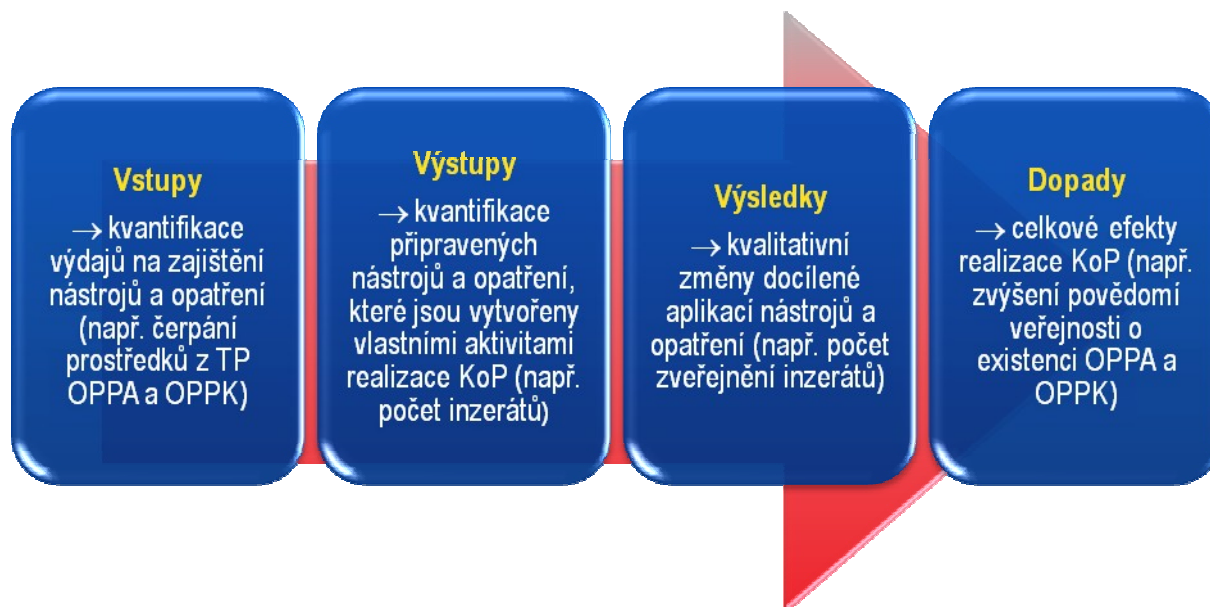 Vstupy
→ kvantifikace
výdajů na zajištění
nástrojů a opatření
(např. čerpání
prostředků z TP
OPPA a OPPK)
Výstupy
→ kvantifikace
připravených
nástrojů a opatření,
které jsou vytvořeny
vlastními aktivitami
realizace KoP (např.
počet inzerátů)
Výsledky
→ kvalitativní
změny docílené
aplikací nástrojů a
opatření (např. počet
zveřejnění inzerátů)
Dopady
→ celkové efekty
realizace KoP (např.
zvýšení povědomí
veřejnosti o
existenci OPPA a
OPPK)